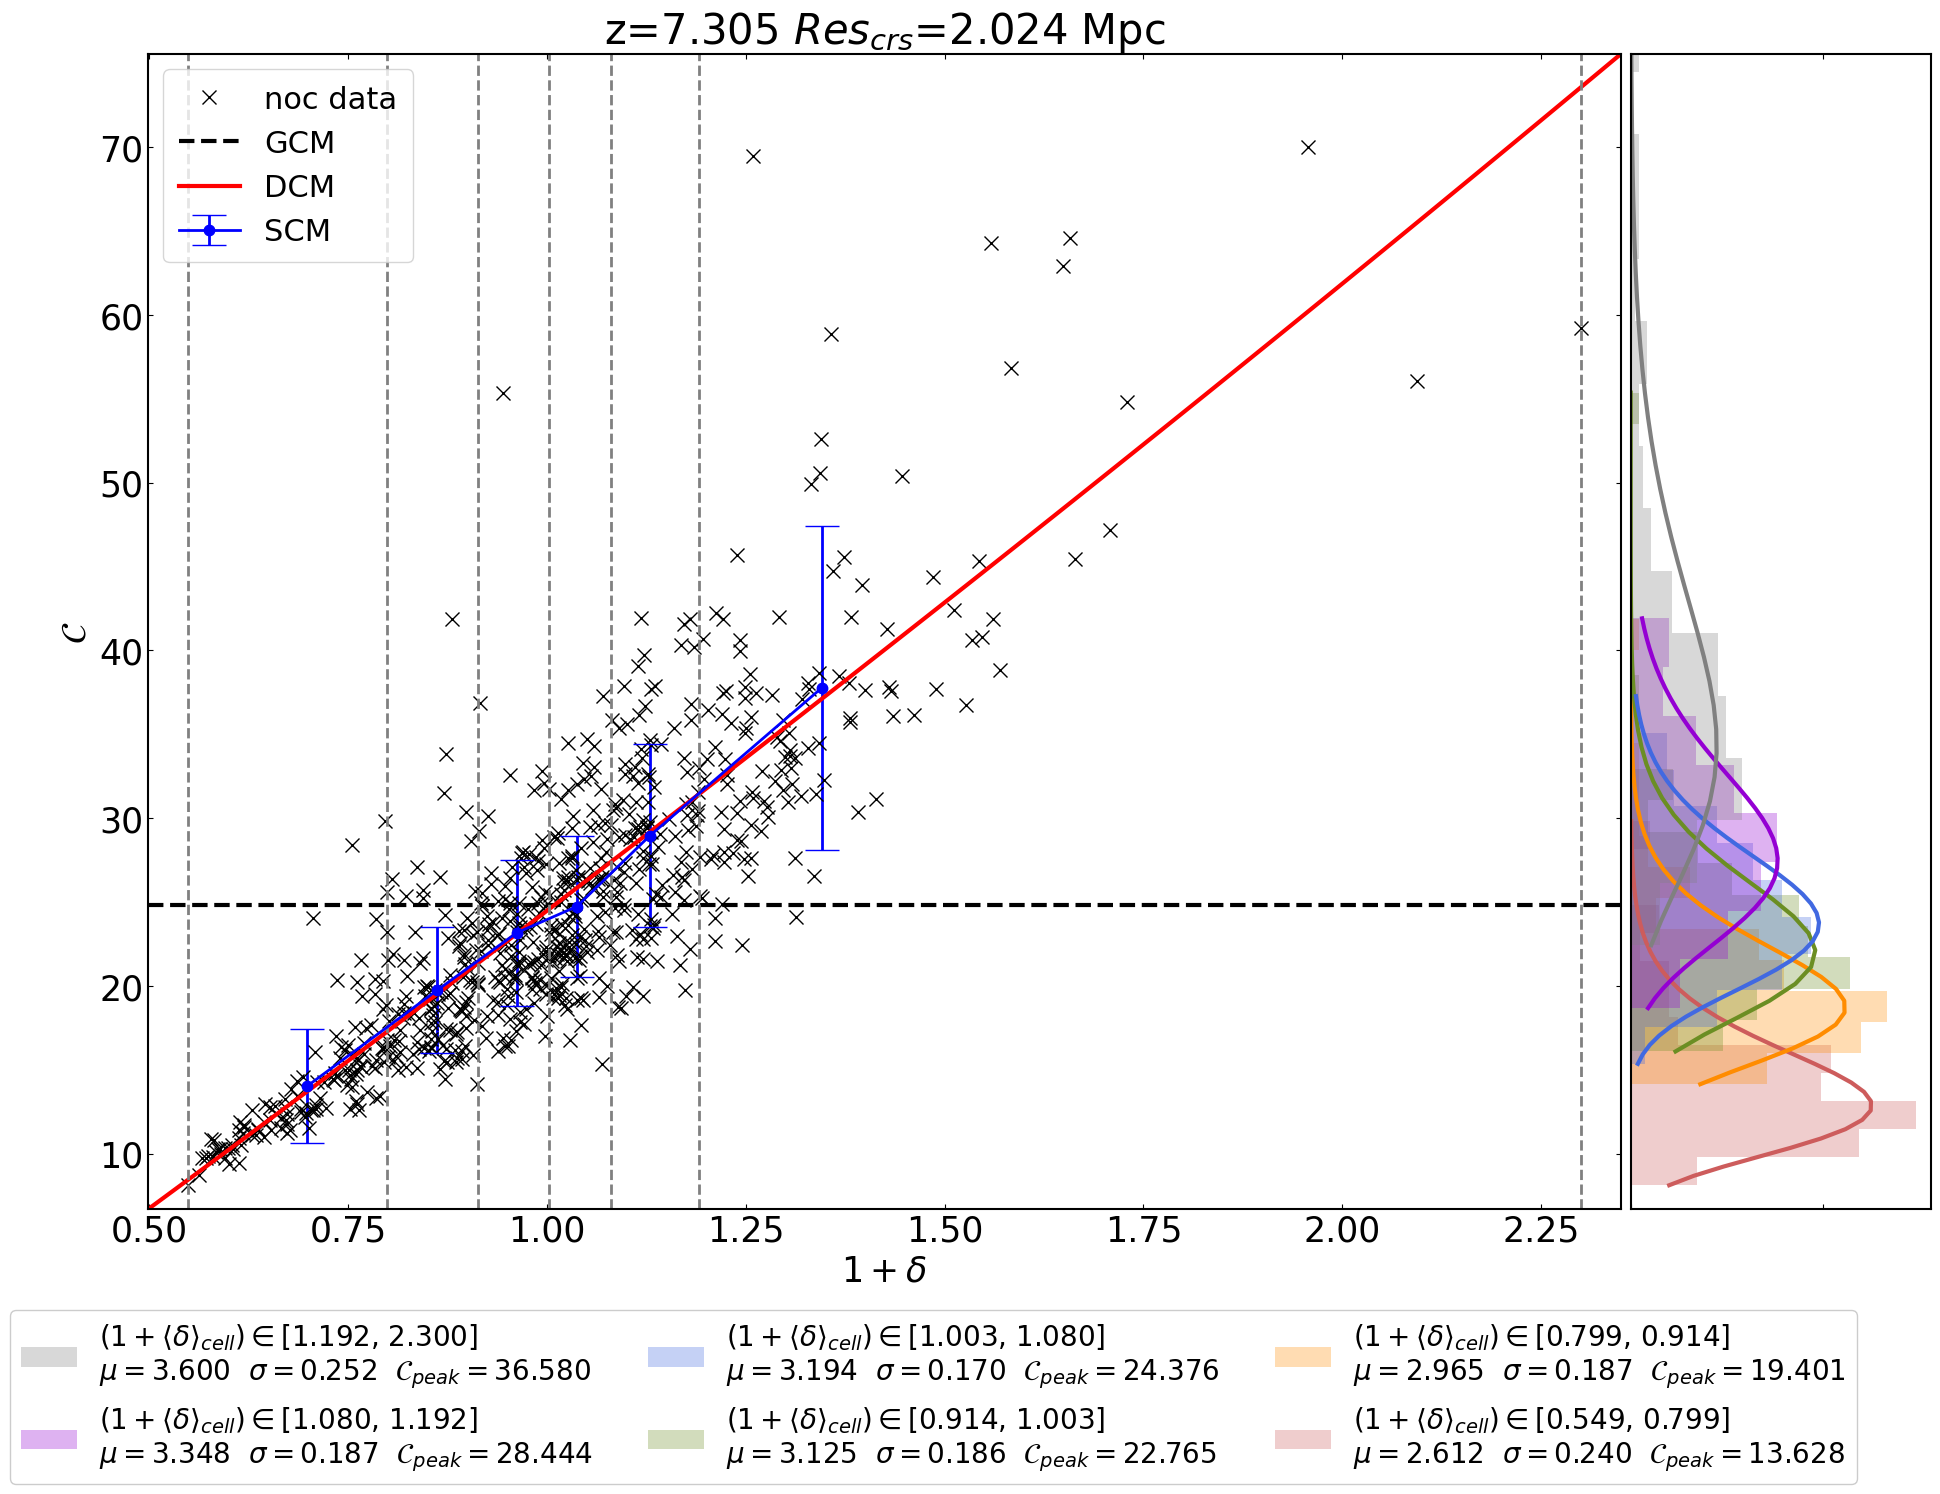 z=7.305 Res_crs=2.024 Mpc
noc data
GCM
DCM
SCM
70
60
50
40
30
20
10
𝒞
0.50 0.75 1.00 1.25 1.50 1.75 2.00 2.25
1 + δ
(1 + ⟨δ⟩_cell) ∈ [1.192, 2.300]
μ = 3.600 σ = 0.252 𝒞_peak = 36.580
(1 + ⟨δ⟩_cell) ∈ [1.080, 1.192]
μ = 3.348 σ = 0.187 𝒞_peak = 28.444
(1 + ⟨δ⟩_cell) ∈ [1.003, 1.080]
μ = 3.194 σ = 0.170 𝒞_peak = 24.376
(1 + ⟨δ⟩_cell) ∈ [0.914, 1.003]
μ = 3.125 σ = 0.186 𝒞_peak = 22.765
(1 + ⟨δ⟩_cell) ∈ [0.799, 0.914]
μ = 2.965 σ = 0.187 𝒞_peak = 19.401
(1 + ⟨δ⟩_cell) ∈ [0.549, 0.799]
μ = 2.612 σ = 0.240 𝒞_peak = 13.628